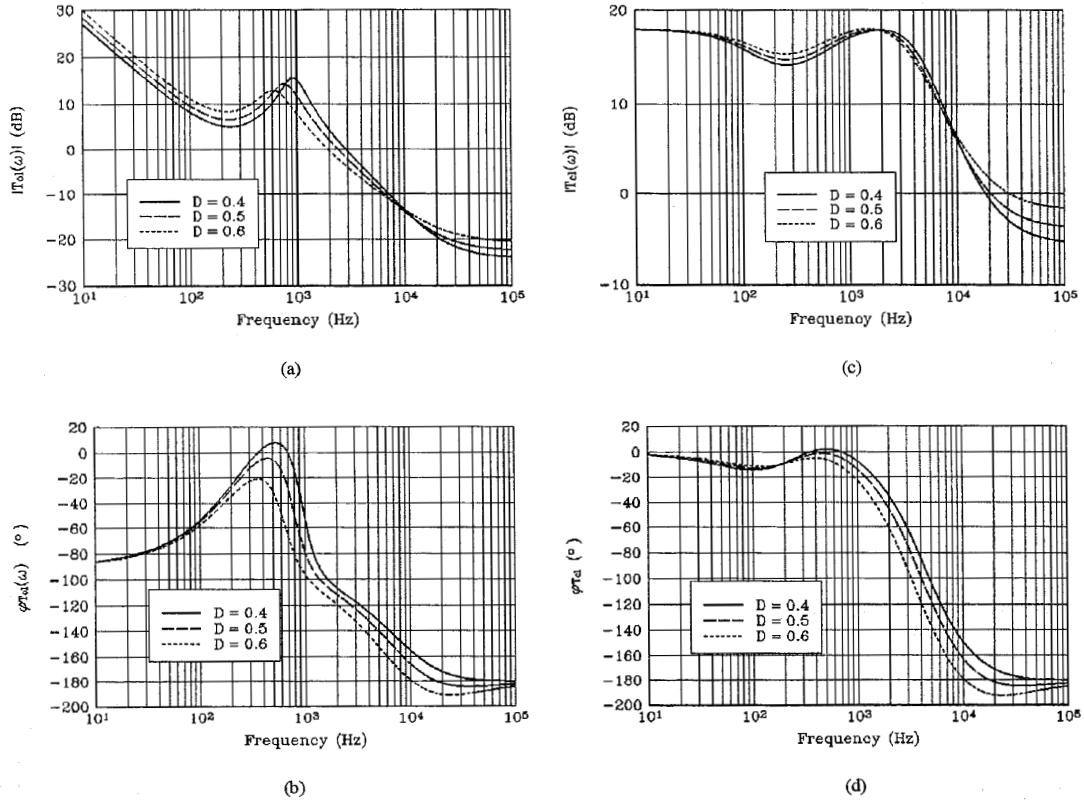 30
20
10
0
-10
-20
-30
|Tcl(ω)| (dB)
D = 0.4
D = 0.5
D = 0.6
10¹ 10² 10³ 10⁴ 10⁵
Frequency (Hz)
(a)
20
10
0
-10
|Tcl(ω)| (dB)
D = 0.4
D = 0.5
D = 0.6
10¹ 10² 10³ 10⁴ 10⁵
Frequency (Hz)
(c)
20
0
-20
-40
-60
-80
-100
-120
-140
-160
-180
-200
φTcl(ω) (°)
D = 0.4
D = 0.5
D = 0.6
10¹ 10² 10³ 10⁴ 10⁵
Frequency (Hz)
(b)
20
0
-20
-40
-60
-80
-100
-120
-140
-160
-180
-200
φTcl (°)
D = 0.4
D = 0.5
D = 0.6
10¹ 10² 10³ 10⁴ 10⁵
Frequency (Hz)
(d)